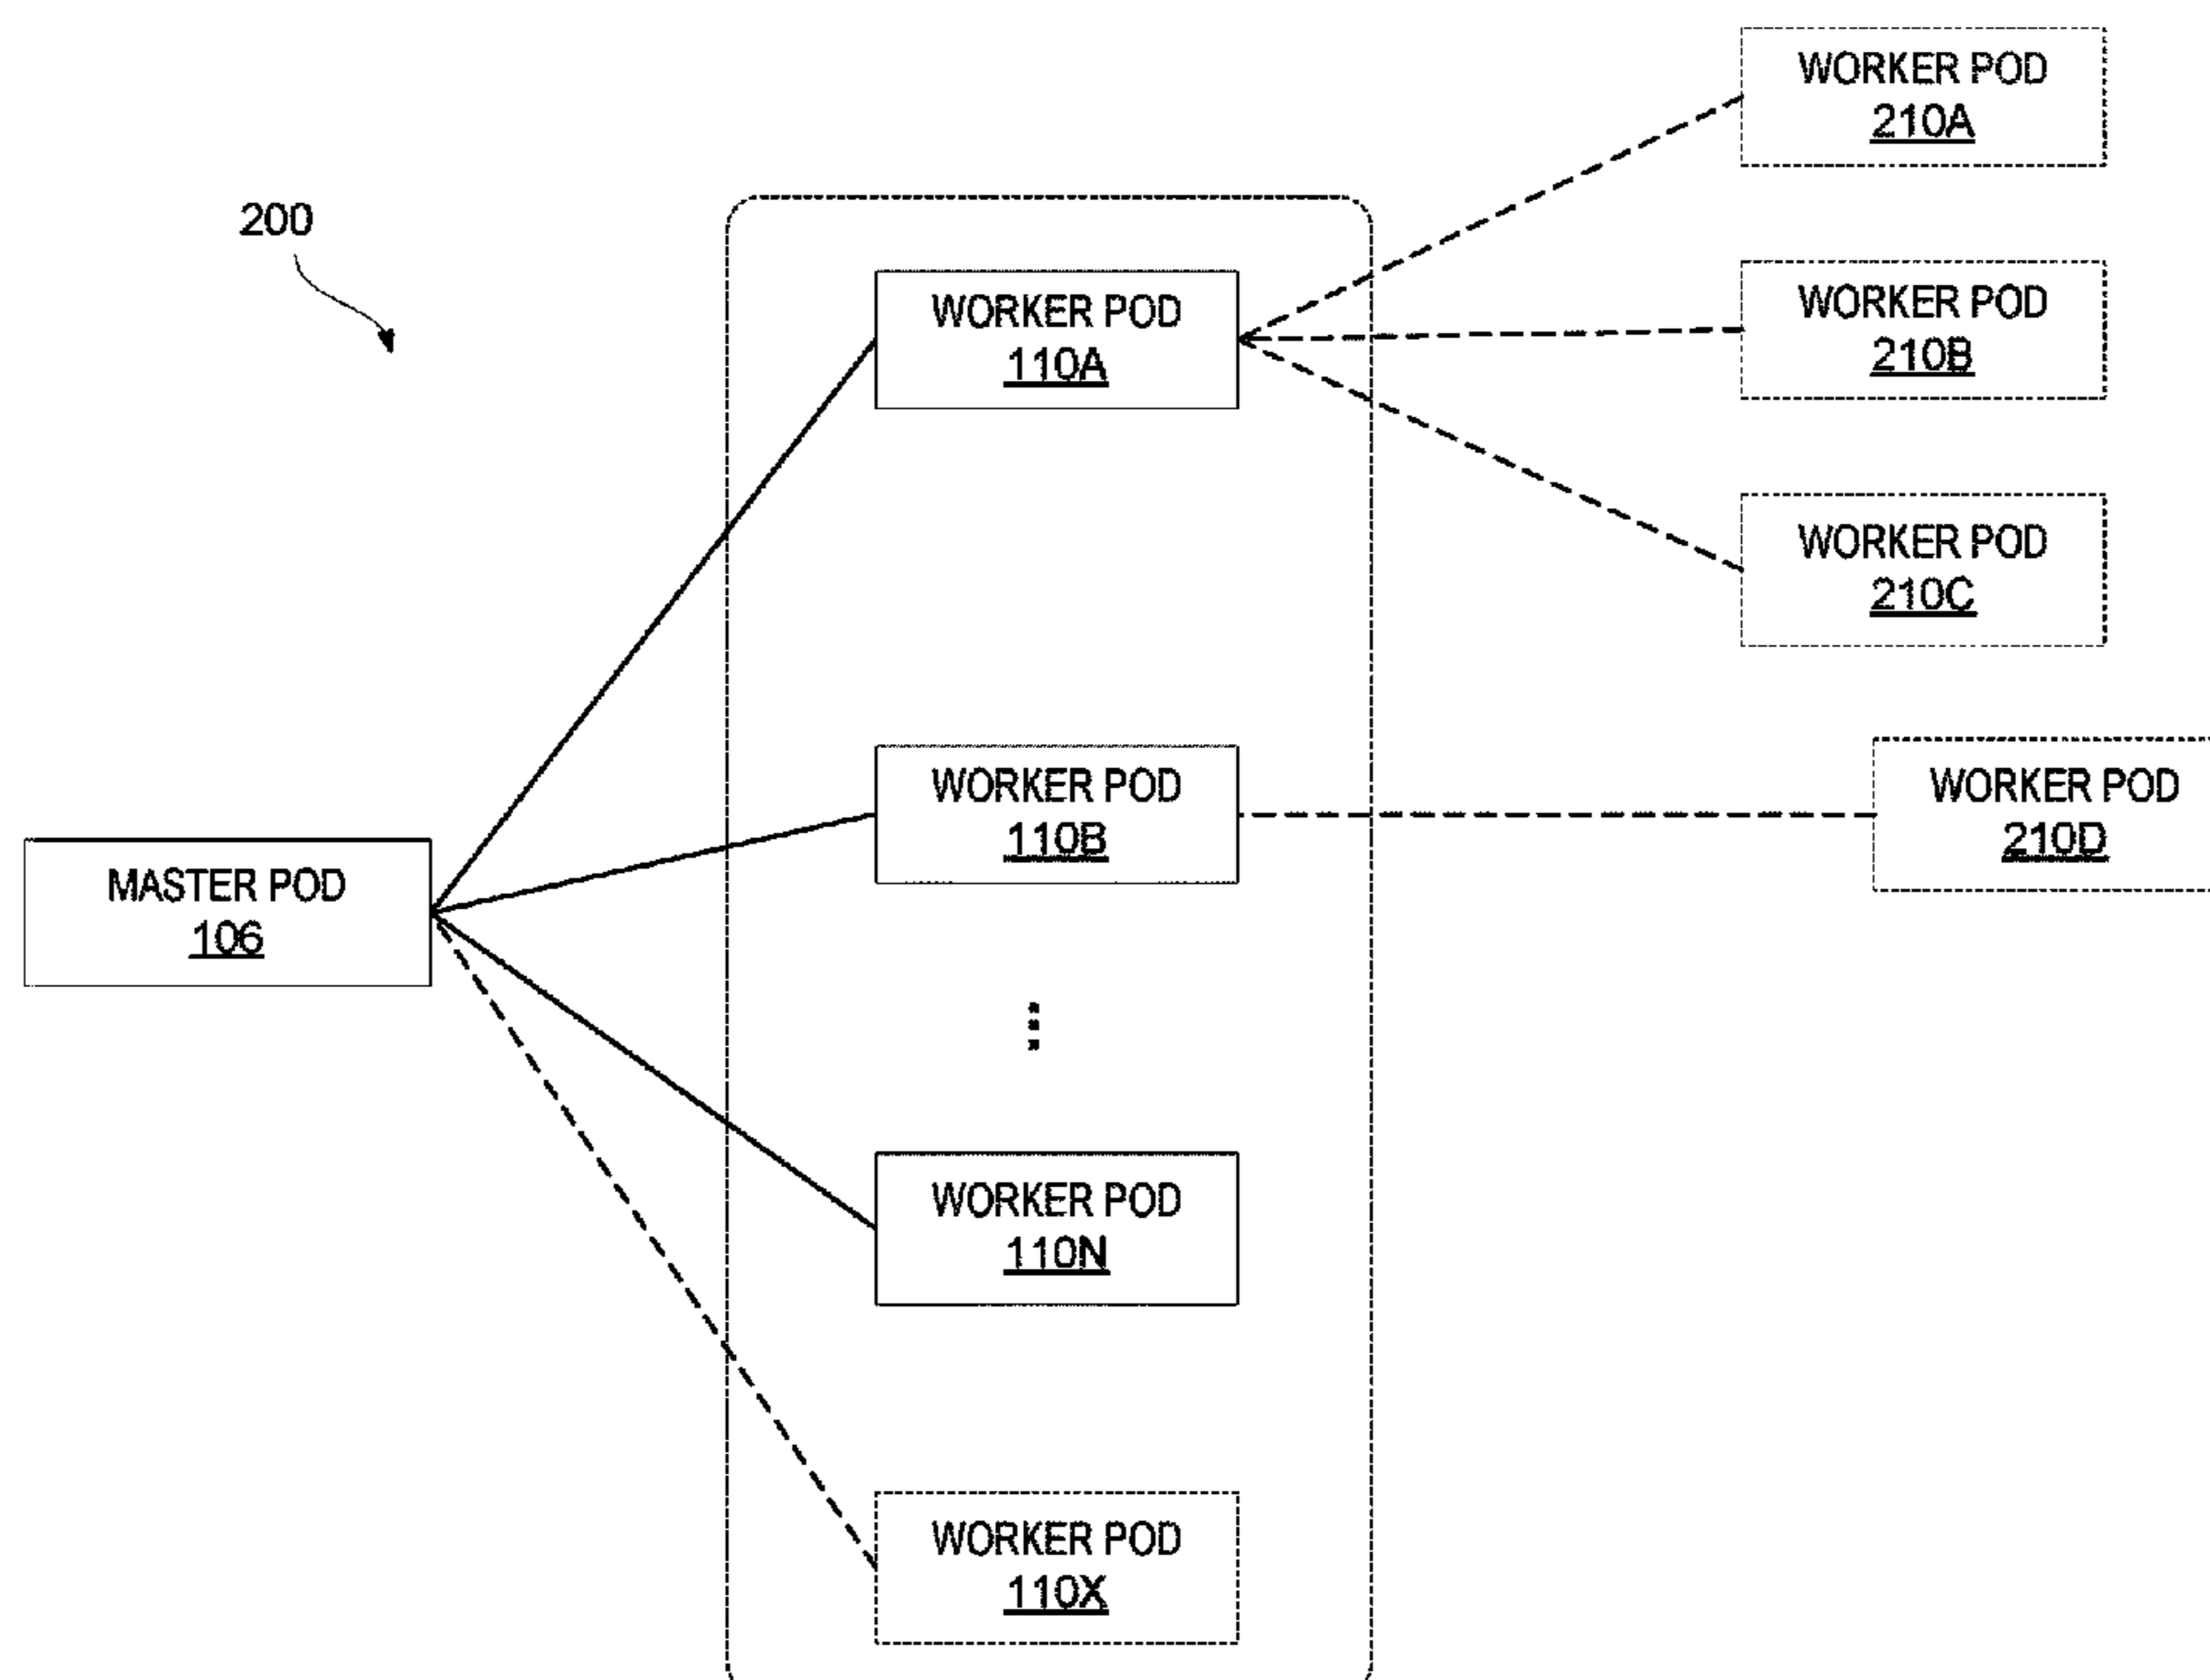 WORKER POD
210A
200
WORKER POD
110A
WORKER POD
210B
WORKER POD
210C
WORKER POD
110B
WORKER POD
210D
MASTER POD
106
WORKER POD
110N
WORKER POD
110X